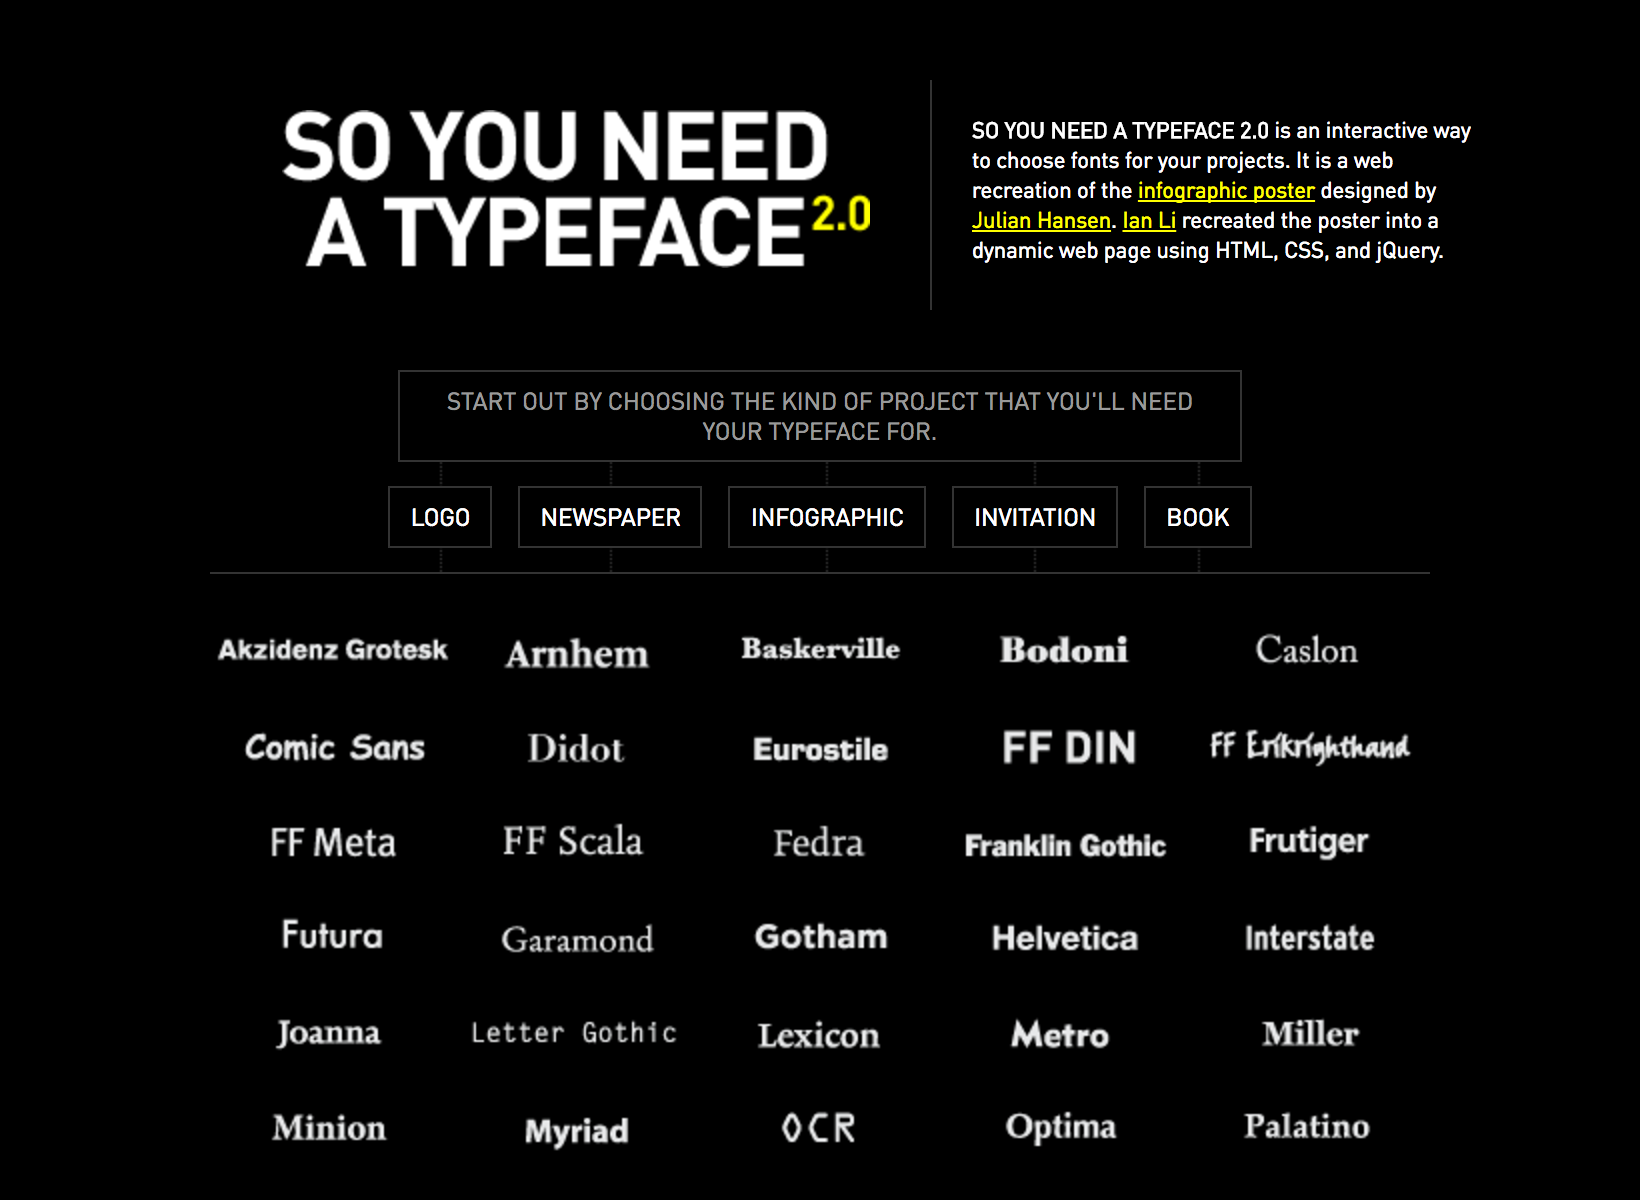 SO YOU NEED
A TYPEFACE 2.0
SO YOU NEED A TYPEFACE 2.0 is an interactive way
to choose fonts for your projects. It is a web
recreation of the infographic poster designed by
Julian Hansen. Ian Li recreated the poster into a
dynamic web page using HTML, CSS, and jQuery.
START OUT BY CHOOSING THE KIND OF PROJECT THAT YOU'LL NEED
YOUR TYPEFACE FOR.
LOGO NEWSPAPER INFOGRAPHIC INVITATION BOOK
Akzidenz Grotesk Arnhem Baskerville Bodoni Caslon
Comic Sans Didot Eurostile FF DIN FF Erikrighthand
FF Meta FF Scala Fedra Franklin Gothic Frutiger
Futura Garamond Gotham Helvetica Interstate
Joanna Letter Gothic Lexicon Metro Miller
Minion Myriad OCR Optima Palatino